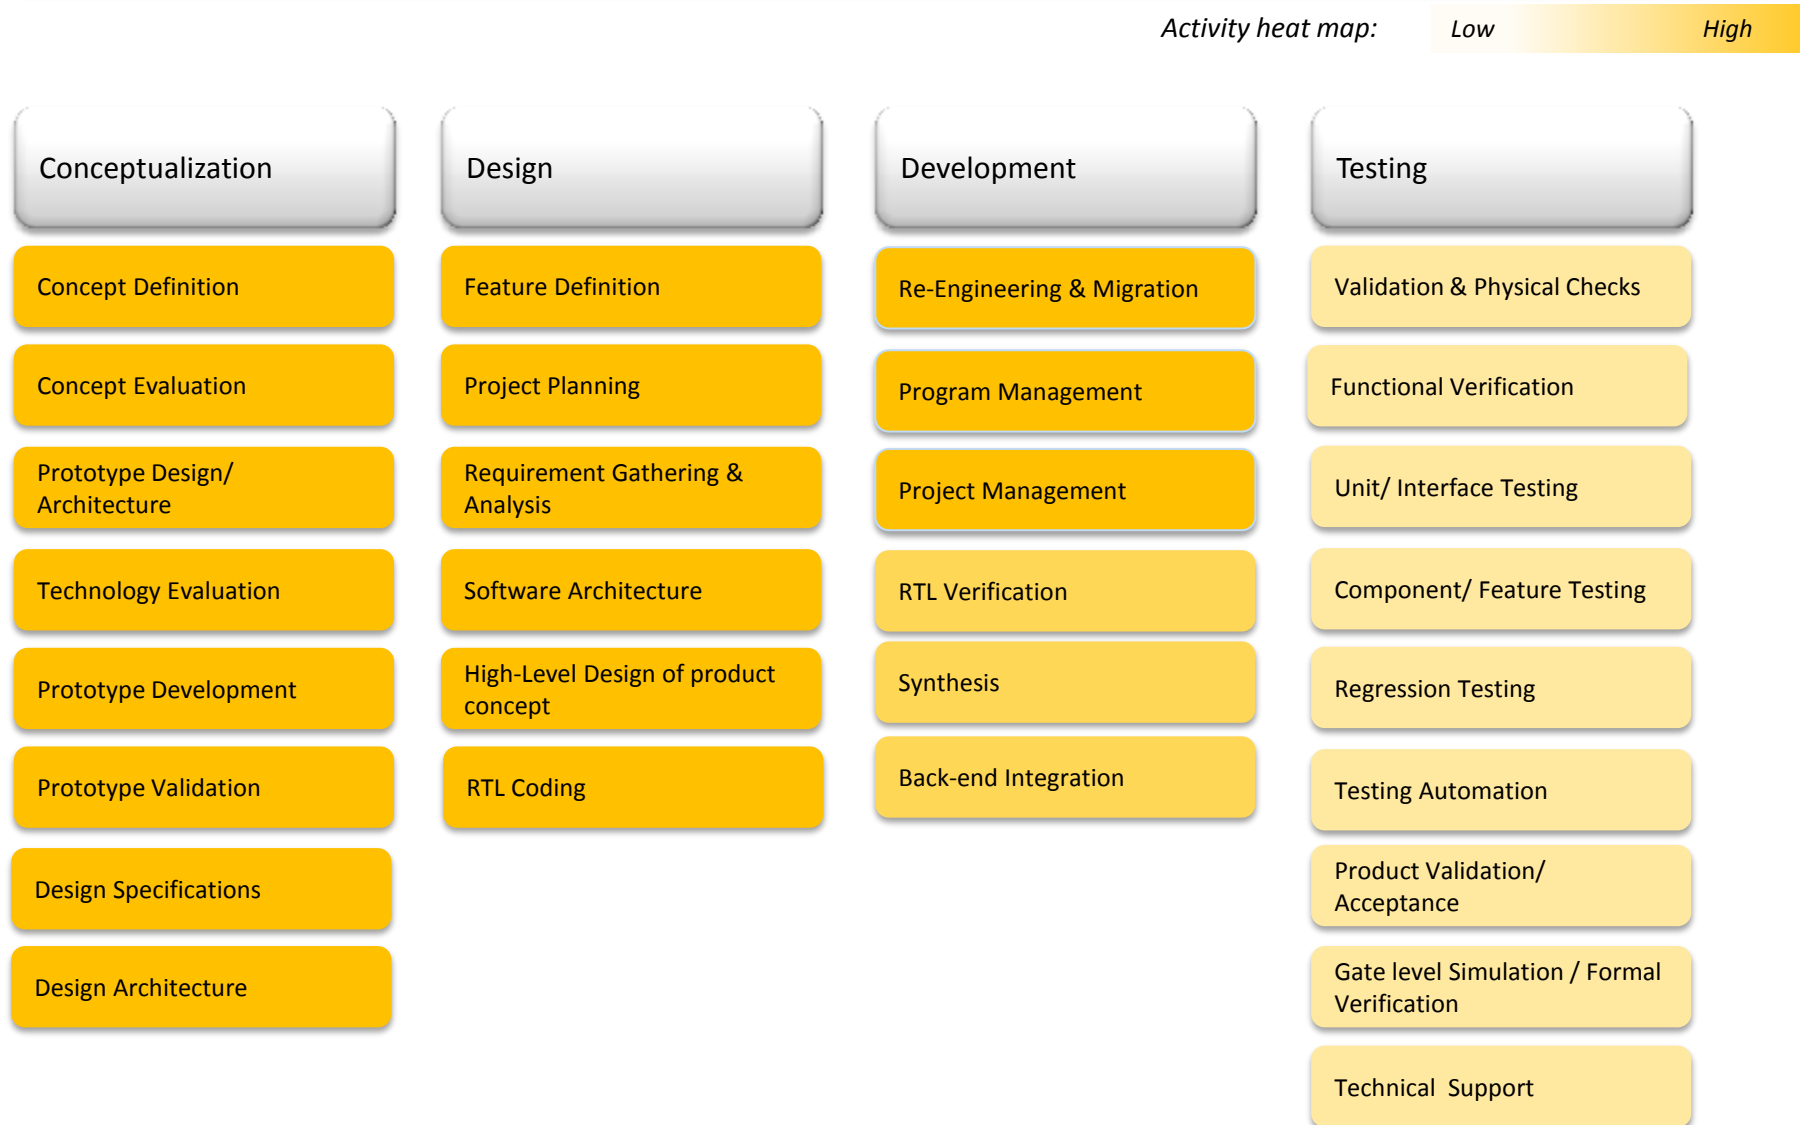 Activity heat map:
Low
High
Conceptualization
Design
Development
Testing
Concept Definition
Concept Evaluation
Prototype Design/
Architecture
Technology Evaluation
Prototype Development
Prototype Validation
Design Specifications
Design Architecture
Feature Definition
Project Planning
Requirement Gathering &
Analysis
Software Architecture
High-Level Design of product
concept
RTL Coding
Re-Engineering & Migration
Program Management
Project Management
RTL Verification
Synthesis
Back-end Integration
Validation & Physical Checks
Functional Verification
Unit/ Interface Testing
Component/ Feature Testing
Regression Testing
Testing Automation
Product Validation/
Acceptance
Gate level Simulation / Formal
Verification
Technical Support